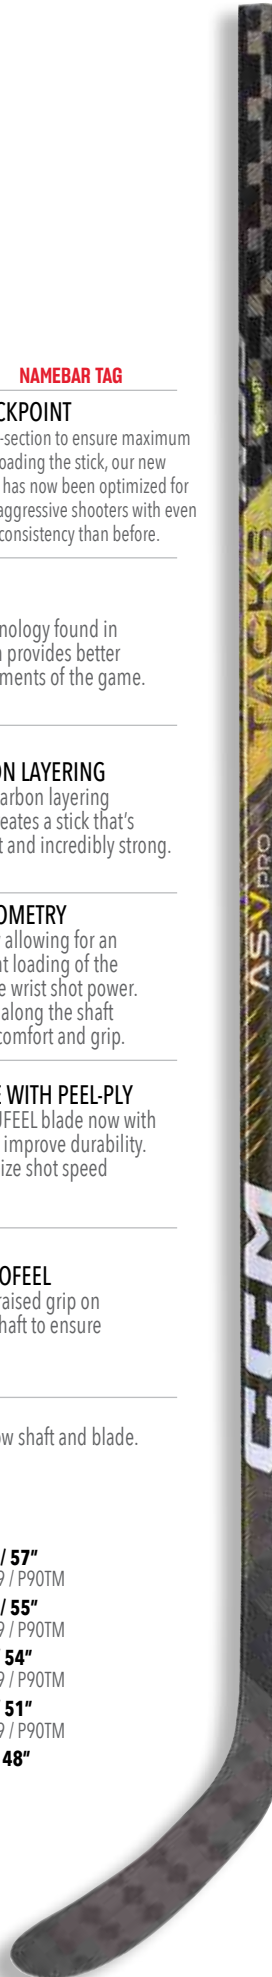 NAMEBAR TAG
CKPOINT
-section to ensure maximum
oading the stick, our new
has now been optimized for
aggressive shooters with even
consistency than before.
nology found in
provides better
ments of the game.
ON LAYERING
arbon layering
eates a stick that's
t and incredibly strong.
OMETRY
allowing for an
nt loading of the
e wrist shot power.
along the shaft
comfort and grip.
E WITH PEEL-PLY
UFEEL blade now with
improve durability.
ize shot speed
OFEEL
raised grip on
haft to ensure
ow shaft and blade.
/ 57"
9 / P90TM
/ 55"
9 / P90TM
/ 54"
9 / P90TM
/ 51"
9 / P90TM
48"
TACKS
AS-V PRO
CCM